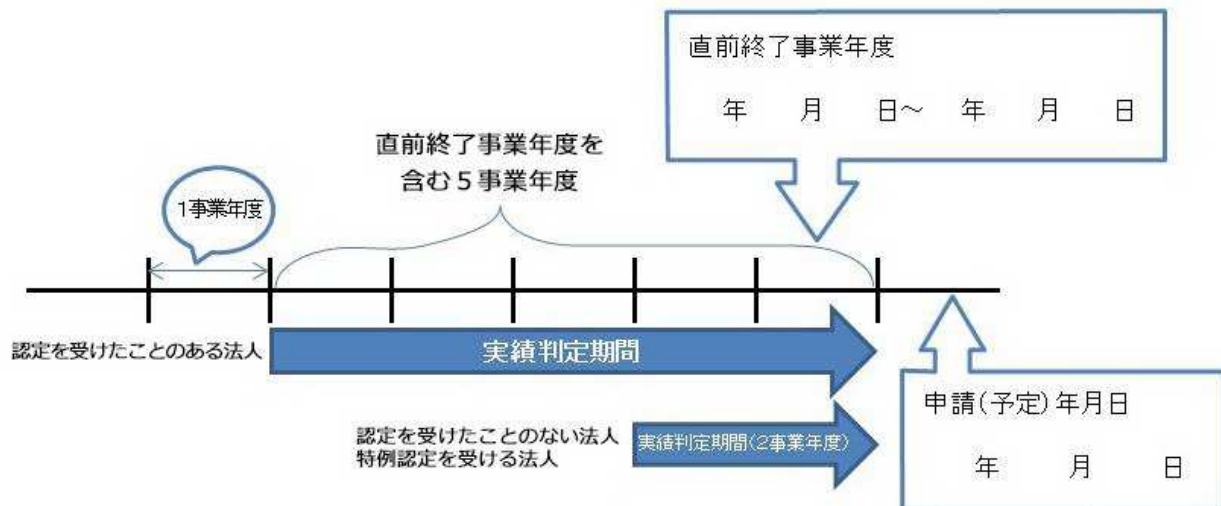 直前終了事業年度
年 月 日～ 年 月 日
直前終了事業年度を
含む５事業年度
1事業年度
認定を受けたことのある法人
実績判定期間
認定を受けたことのない法人
特例認定を受ける法人
実績判定期間(2事業年度)
申請(予定)年月日
年 月 日